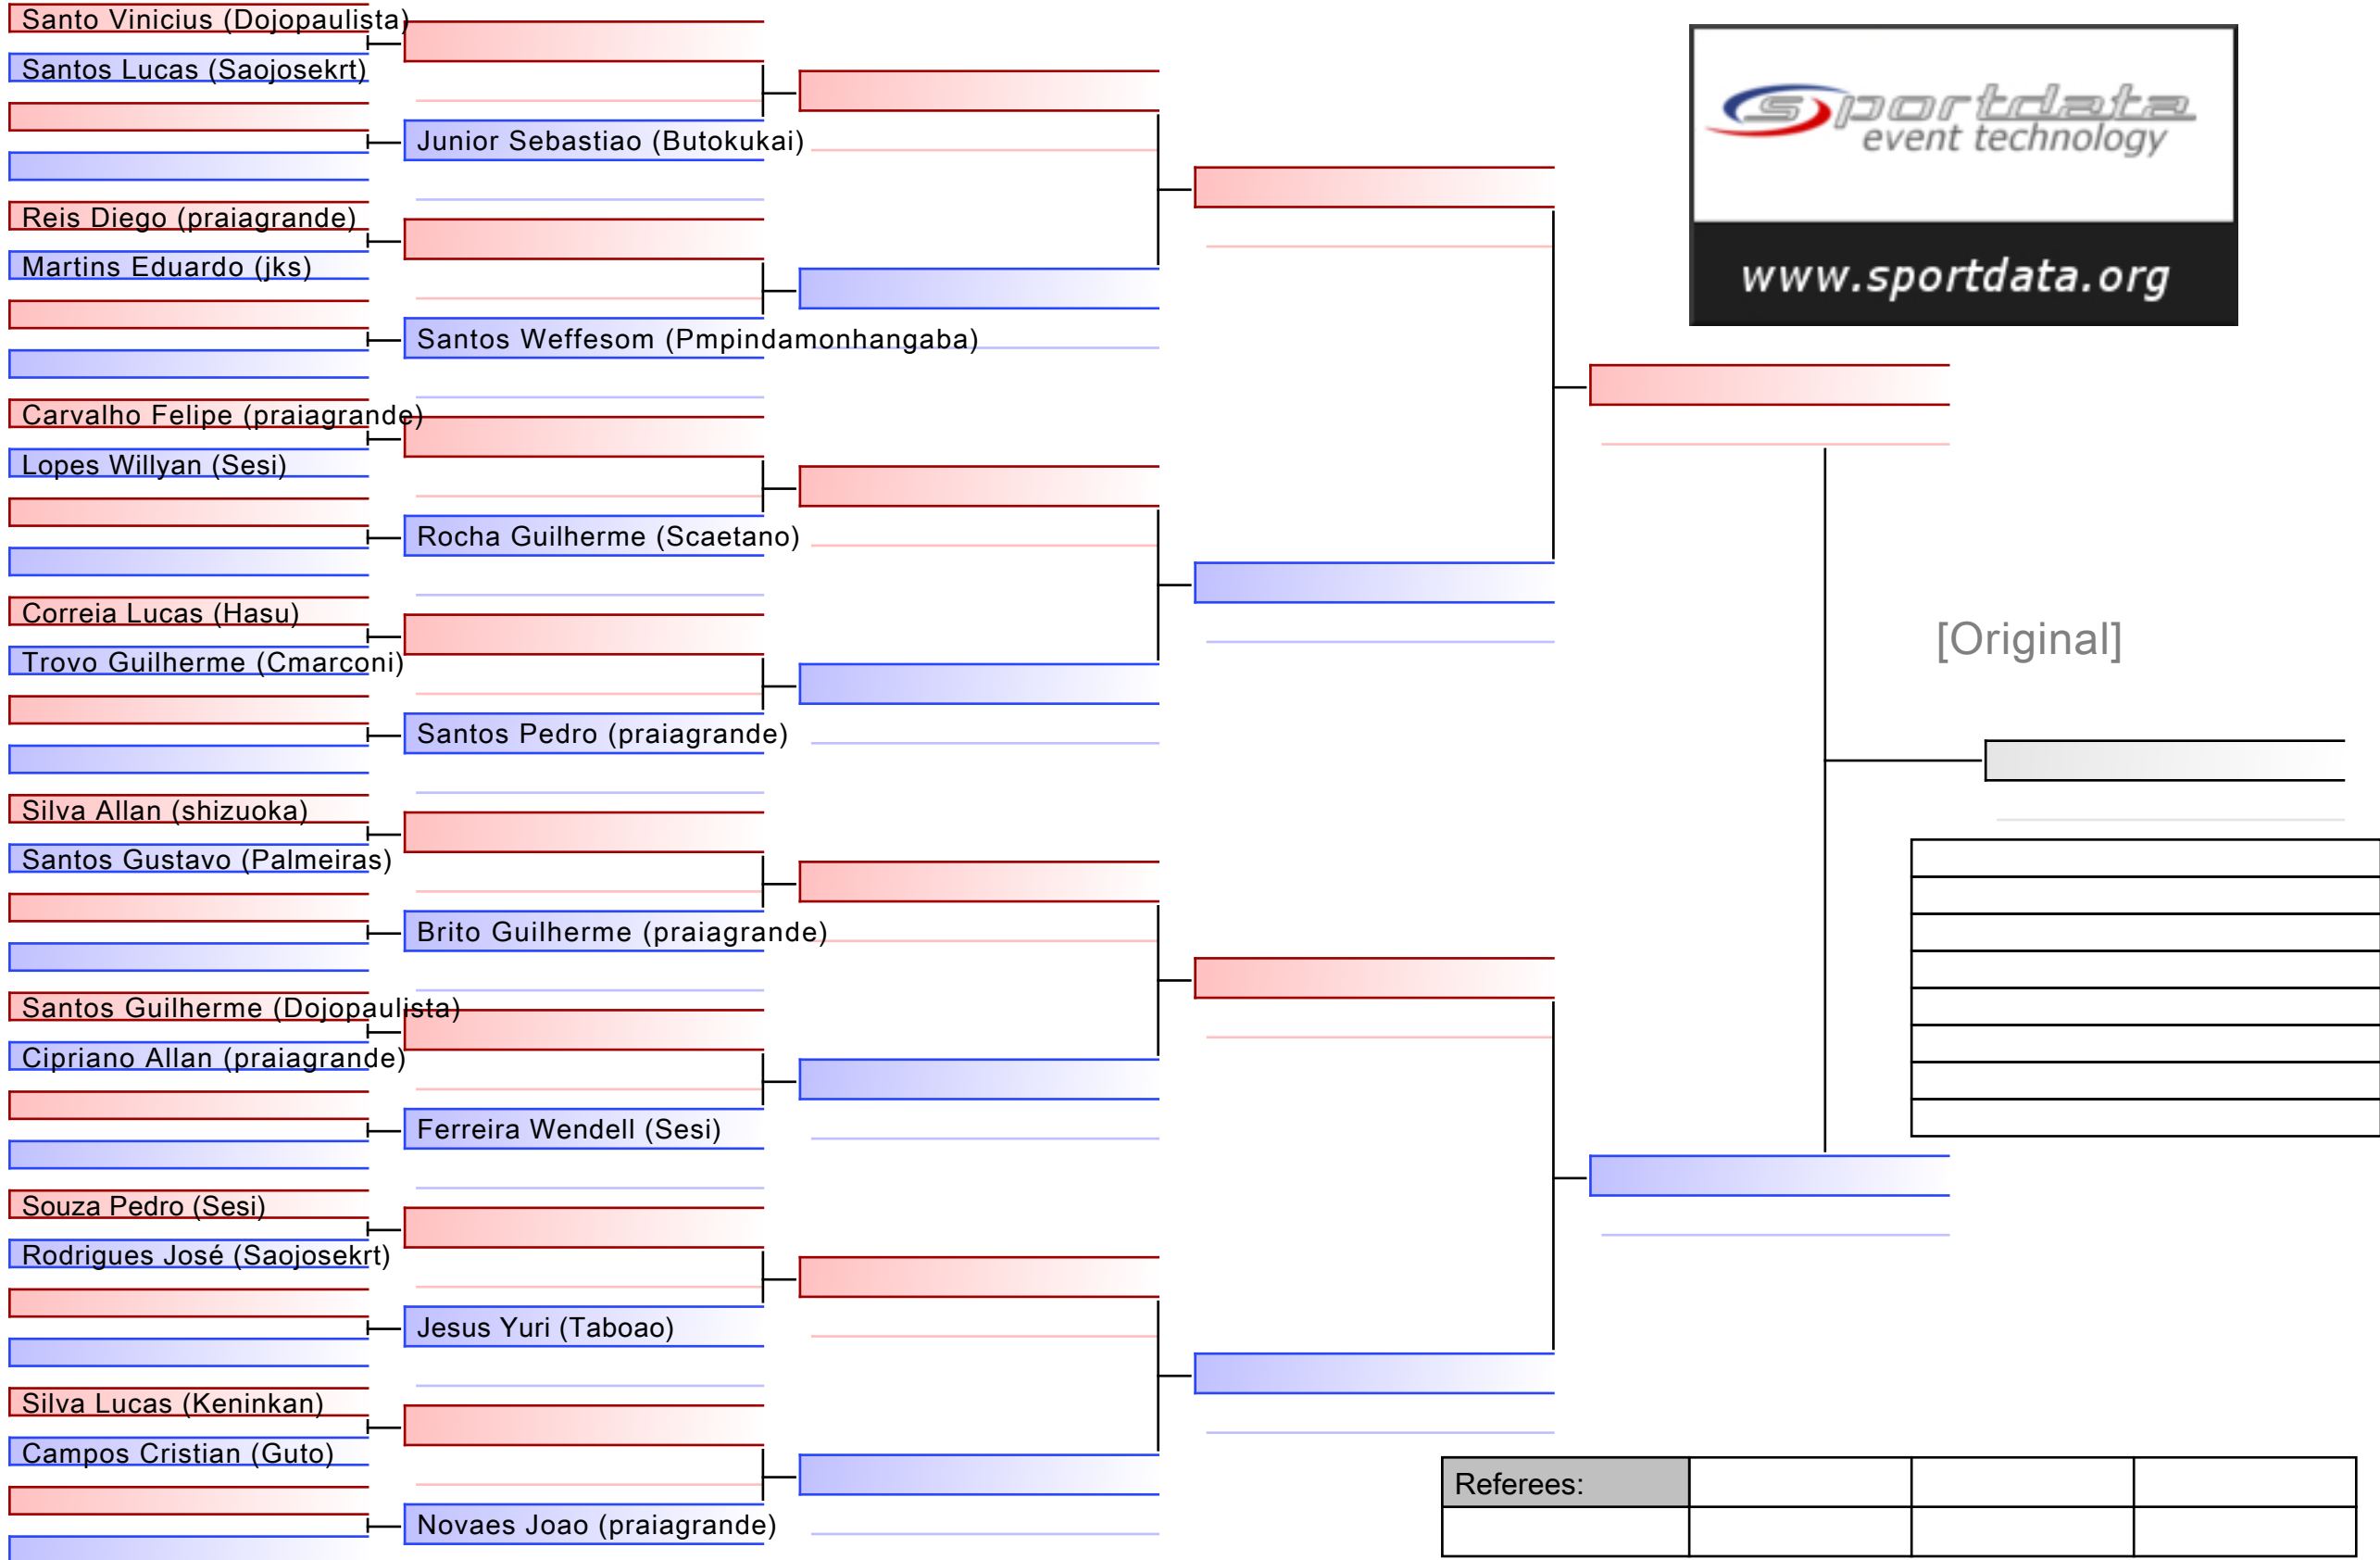 Santo Vinicius (Dojopaulista)
Santos Lucas (Saojosekrt)
Junior Sebastiao (Butokukai)
Reis Diego (praiagrande)
Martins Eduardo (jks)
Santos Weffesom (Pmpindamonhangaba)
Carvalho Felipe (praiagrande)
Lopes Willyan (Sesi)
Rocha Guilherme (Scaetano)
Correia Lucas (Hasu)
Trovo Guilherme (Cmarconi)
Santos Pedro (praiagrande)
Silva Allan (shizuoka)
Santos Gustavo (Palmeiras)
Brito Guilherme (praiagrande)
Santos Guilherme (Dojopaulista)
Cipriano Allan (praiagrande)
Ferreira Wendell (Sesi)
Souza Pedro (Sesi)
Rodrigues José (Saojosekrt)
Jesus Yuri (Taboao)
Silva Lucas (Keninkan)
Campos Cristian (Guto)
Novaes Joao (praiagrande)
sportdata
event technology
www.sportdata.org
[Original]
Referees: